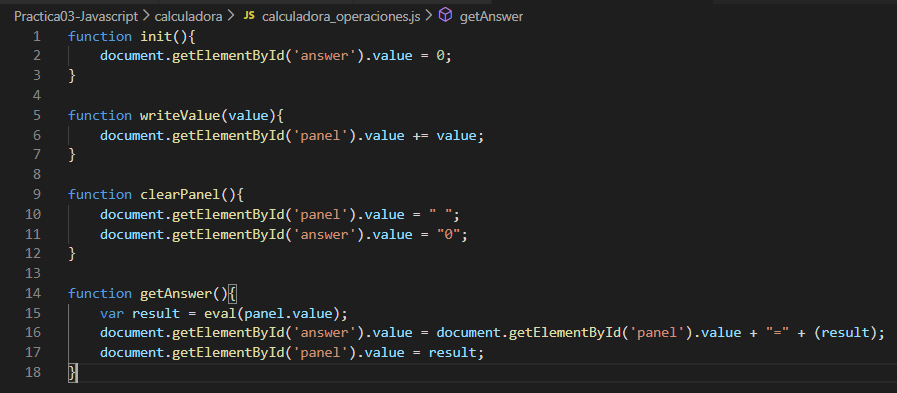 Practica03-Javascript > calculadora > JS calculadora_operaciones.js > getAnswer
1 function init(){
2     document.getElementById('answer').value = 0;
3 }
4
5 function writeValue(value){
6     document.getElementById('panel').value += value;
7 }
8
9 function clearPanel(){
10     document.getElementById('panel').value = " ";
11     document.getElementById('answer').value = "0";
12 }
13
14 function getAnswer(){
15     var result = eval(panel.value);
16     document.getElementById('answer').value = document.getElementById('panel').value + "=" + (result);
17     document.getElementById('panel').value = result;
18 }